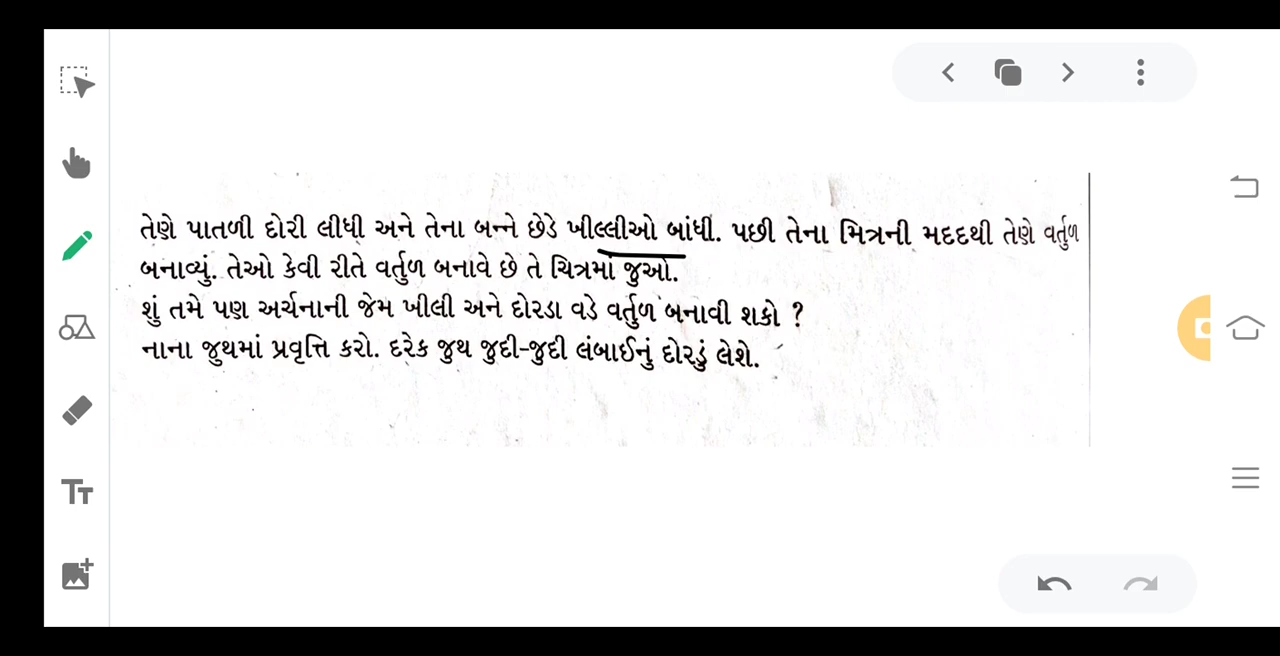 તેણે પાતળી દોરી લીધી અને તેના બન્ને છેડે ખીલ્લીઓ બાંધી. પછી તેના મિત્રની મદદથી તેણે વર્તુળ
બનાવ્યું. તેઓ કેવી રીતે વર્તુળ બનાવે છે તે ચિત્રમાં જુઓ.
શું તમે પણ અર્ચનાની જેમ ખીલી અને દોરડા વડે વર્તુળ બનાવી શકો ?
નાના જુથમાં પ્રવૃત્તિ કરો. દરેક જુથ જુદી-જુદી લંબાઈનું દોરડું લેશે.
TT